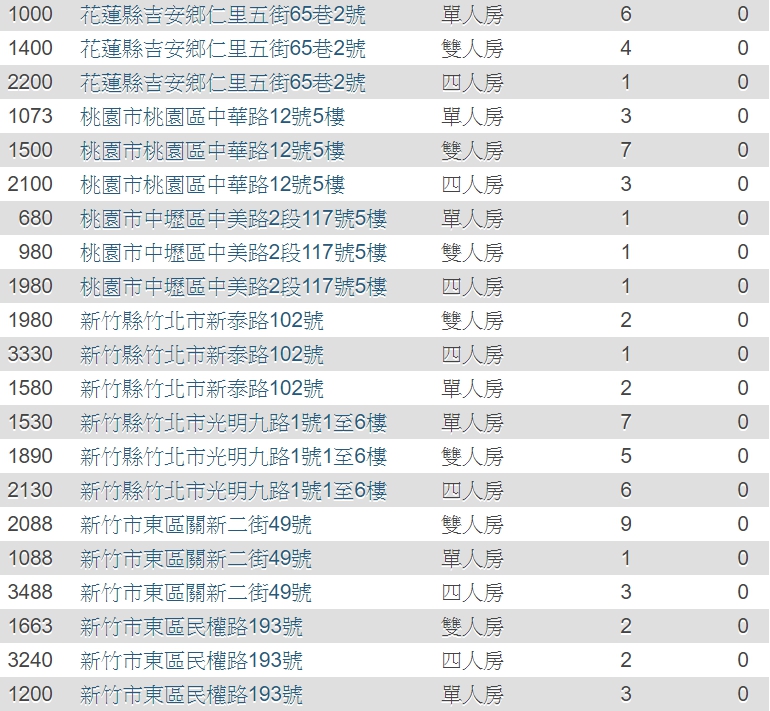 1000 花蓮縣吉安鄉仁里五街65巷2號 單人房 6 0
1400 花蓮縣吉安鄉仁里五街65巷2號 雙人房 4 0
2200 花蓮縣吉安鄉仁里五街65巷2號 四人房 1 0
1073 桃園市桃園區中華路12號5樓 單人房 3 0
1500 桃園市桃園區中華路12號5樓 雙人房 7 0
2100 桃園市桃園區中華路12號5樓 四人房 3 0
680 桃園市中壢區中美路2段117號5樓 單人房 1 0
980 桃園市中壢區中美路2段117號5樓 雙人房 1 0
1980 桃園市中壢區中美路2段117號5樓 四人房 1 0
1980 新竹縣竹北市新泰路102號 雙人房 2 0
3330 新竹縣竹北市新泰路102號 四人房 1 0
1580 新竹縣竹北市新泰路102號 單人房 2 0
1530 新竹縣竹北市光明九路1號1至6樓 單人房 7 0
1890 新竹縣竹北市光明九路1號1至6樓 雙人房 5 0
2130 新竹縣竹北市光明九路1號1至6樓 四人房 6 0
2088 新竹市東區關新二街49號 雙人房 9 0
1088 新竹市東區關新二街49號 單人房 1 0
3488 新竹市東區關新二街49號 四人房 3 0
1663 新竹市東區民權路193號 雙人房 2 0
3240 新竹市東區民權路193號 四人房 2 0
1200 新竹市東區民權路193號 單人房 3 0